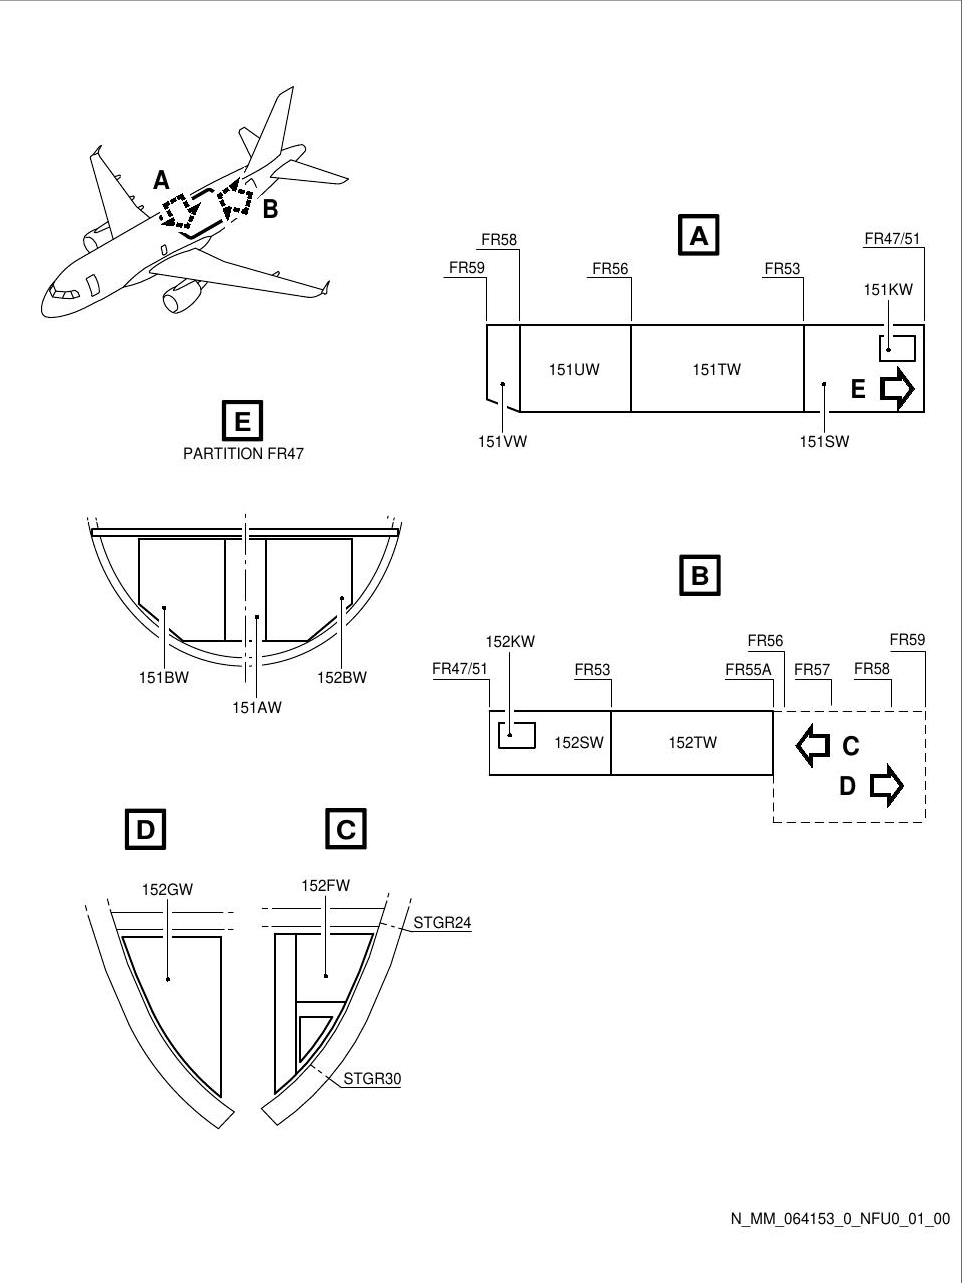 A
B
A
FR58
FR47/51
FR59
FR56
FR53
151KW
151UW
151TW
E
151VW
151SW
E
PARTITION FR47
151BW
152BW
151AW
B
152KW
FR56
FR59
FR47/51
FR53
FR55A
FR57
FR58
152SW
152TW
C
D
D
C
152GW
152FW
STGR24
STGR30
N_MM_064153_0_NFU0_01_00